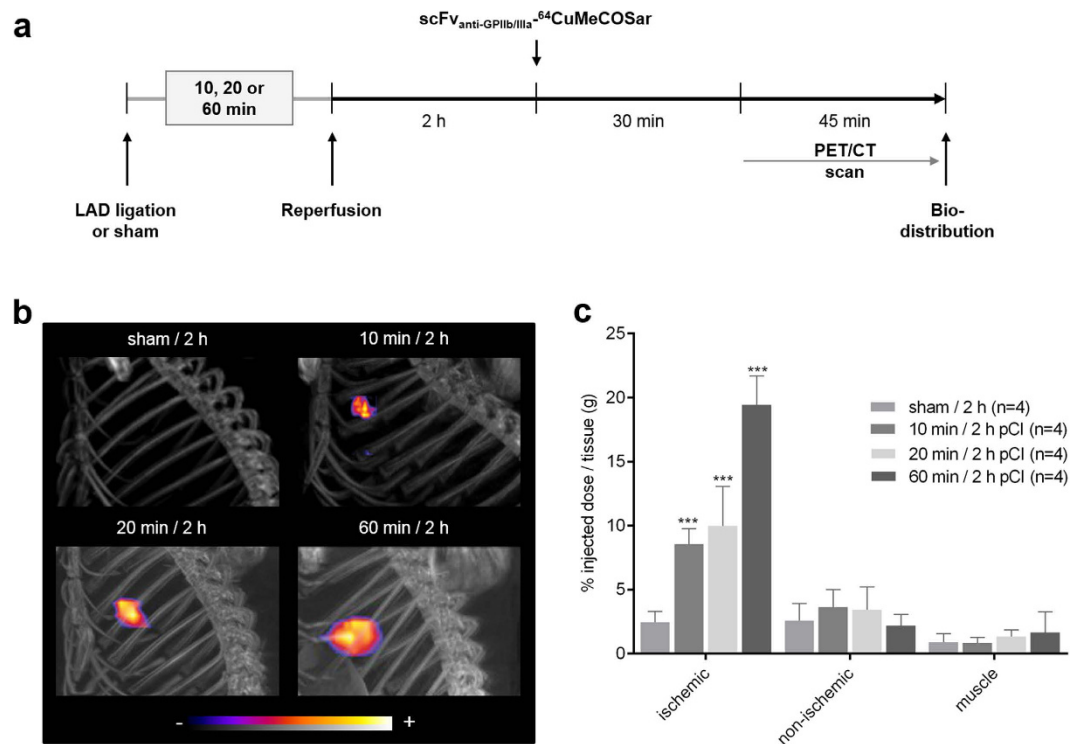 a
scFvanti-GPIIb/IIIa-64CuMeCOSar
10, 20 or
60 min
2 h
30 min
45 min
PET/CT
scan
LAD ligation
or sham
Reperfusion
Bio-
distribution
b
sham / 2 h
10 min / 2 h
20 min / 2 h
60 min / 2 h
- +
c
% injected dose / tissue (g)
25
20
15
10
5
0
***
***
***
sham / 2 h (n=4)
10 min / 2 h pCI (n=4)
20 min / 2 h pCI (n=4)
60 min / 2 h pCI (n=4)
ischemic
non-ischemic
muscle